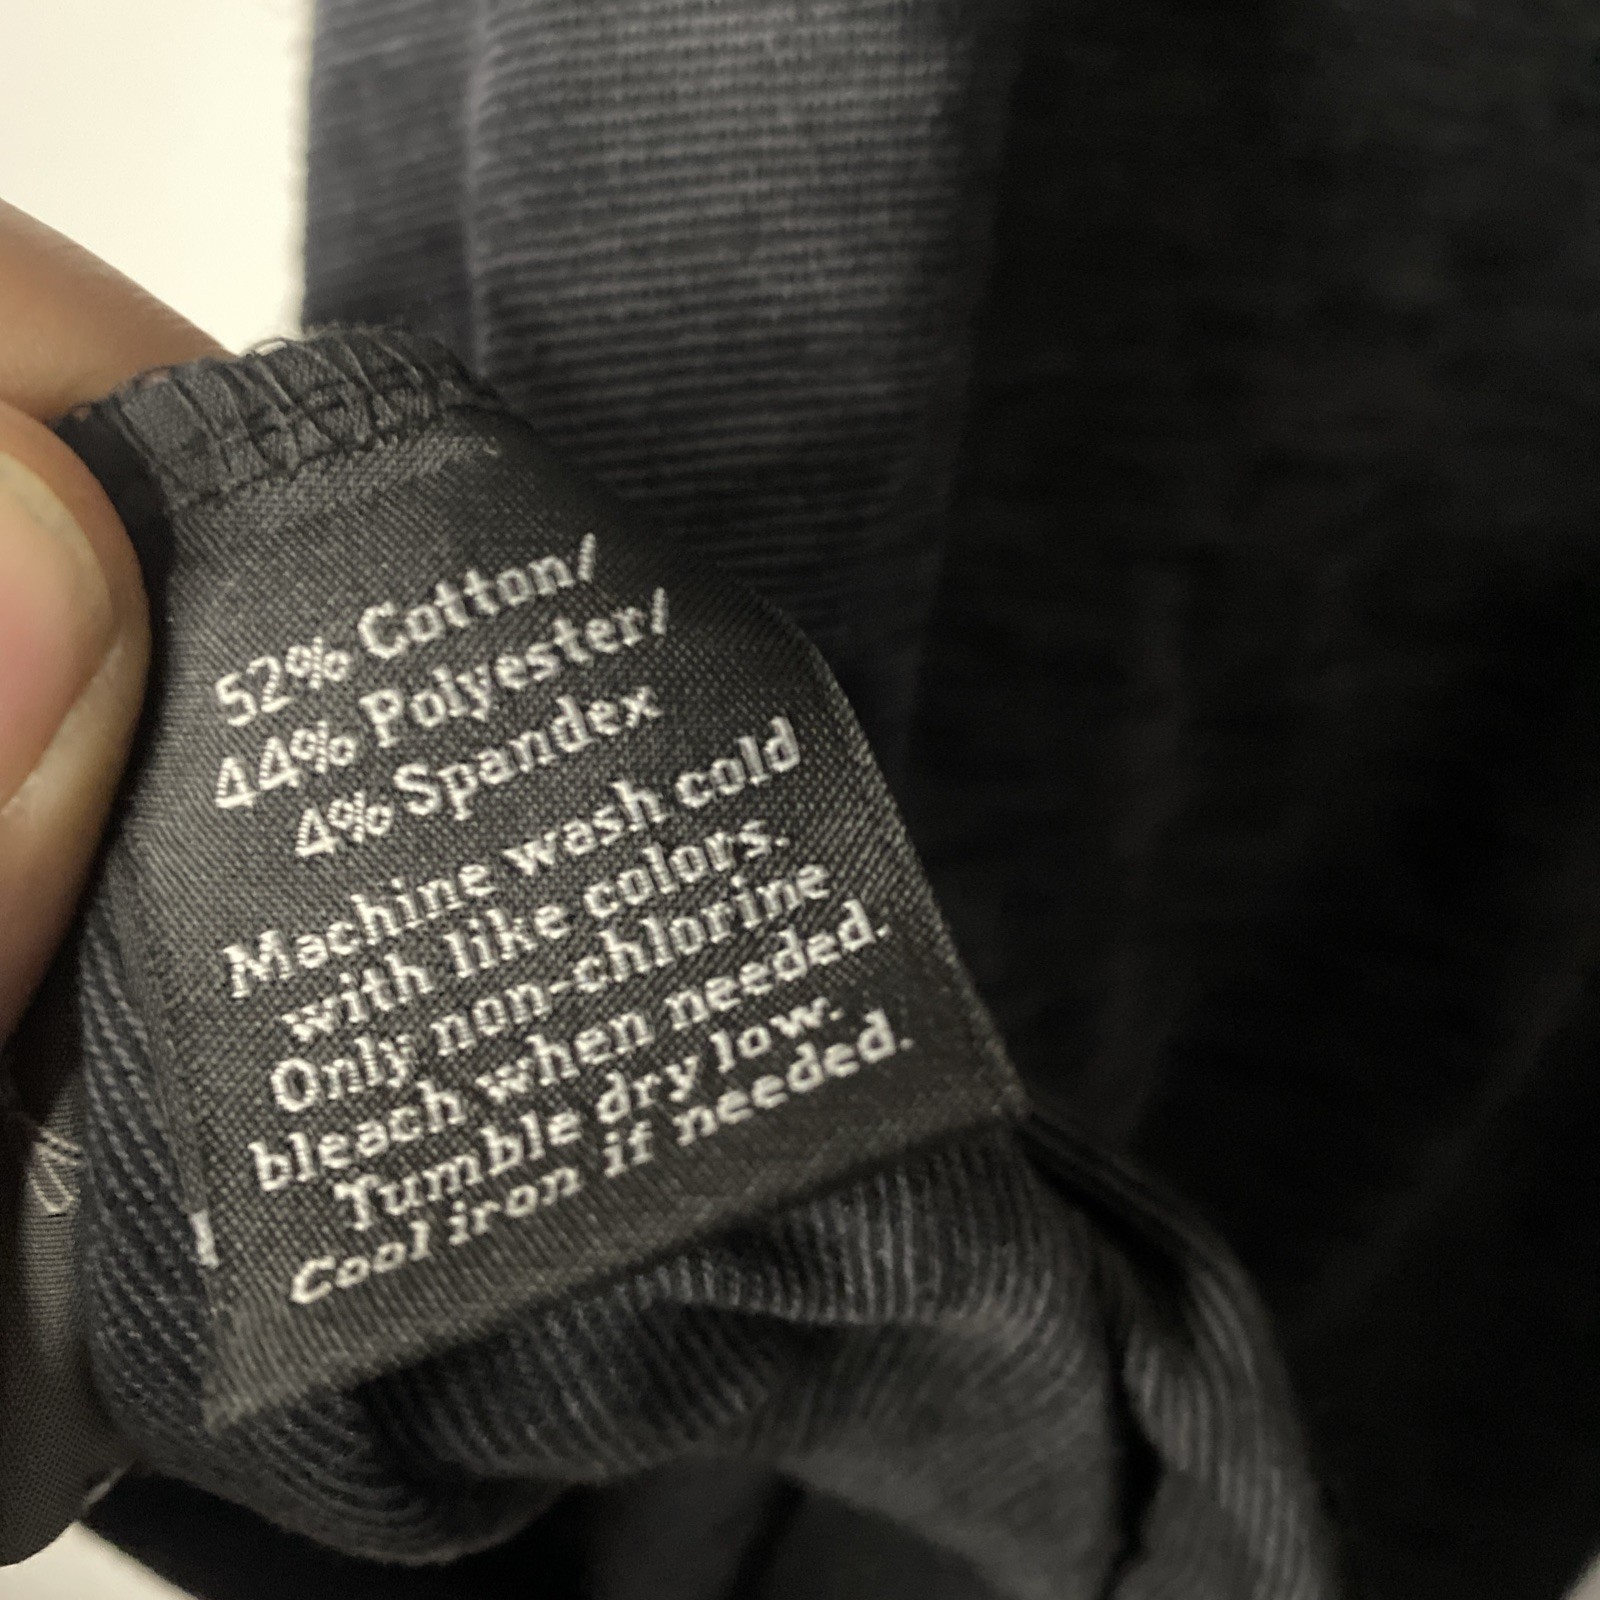 52% Cotton/
44% Polyester/
4% Spandex
Machine wash cold
with like colors.
Only non-chlorine
bleach when needed.
Tumble dry low.
Cool iron if needed.